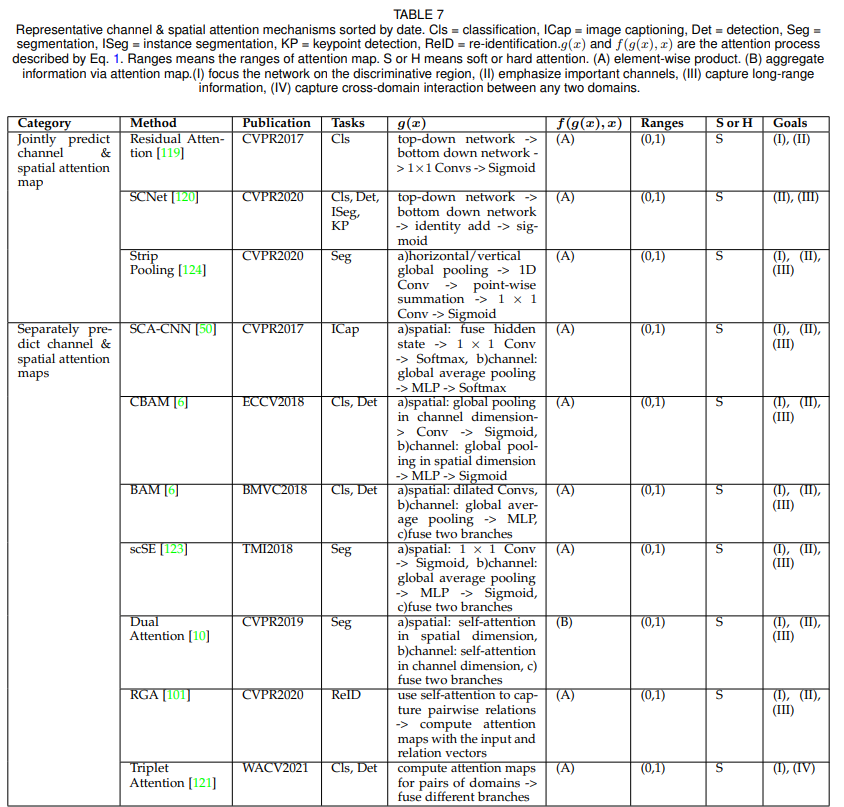 TABLE 7
Representative channel & spatial attention mechanisms sorted by date. Cls = classification, ICap = image captioning, Det = detection, Seg =
segmentation, ISeg = instance segmentation, KP = keypoint detection, ReID = re-identification.g(x) and f(g(x), x) are the attention process
described by Eq. 1. Ranges means the ranges of attention map. S or H means soft or hard attention. (A) element-wise product. (B) aggregate
information via attention map.(I) focus the network on the discriminative region, (II) emphasize important channels, (III) capture long-range
information, (IV) capture cross-domain interaction between any two domains.
Category Method Publication Tasks g(x) f(g(x), x) Ranges S or H Goals
Jointly predict Residual Atten- CVPR2017 Cls top-down network -> (A) (0,1) S (I), (II)
channel & tion [119] bottom down network -
spatial attention > 1×1 Convs -> Sigmoid
map
SCNet [120] CVPR2020 Cls, Det, top-down network -> (A) (0,1) S (II), (III)
ISeg, bottom down network
KP -> identity add -> sig-
moid
Strip CVPR2020 Seg a)horizontal/vertical (A) (0,1) S (I), (II),
Pooling [124] global pooling -> 1D (III)
Conv -> point-wise
summation -> 1 × 1
Conv -> Sigmoid
Separately pre- SCA-CNN [50] CVPR2017 ICap a)spatial: fuse hidden (A) (0,1) S (I), (II),
dict channel & state -> 1 × 1 Conv (III)
spatial attention -> Softmax, b)channel:
maps global average pooling
-> MLP -> Softmax
CBAM [6] ECCV2018 Cls, Det a)spatial: global pooling (A) (0,1) S (I), (II),
in channel dimension- (III)
> Conv -> Sigmoid,
b)channel: global pool-
ing in spatial dimension
-> MLP -> Sigmoid
BAM [6] BMVC2018 Cls, Det a)spatial: dilated Convs, (A) (0,1) S (I), (II),
b)channel: global aver- (III)
age pooling -> MLP,
c)fuse two branches
scSE [123] TMI2018 Seg a)spatial: 1 × 1 Conv (A) (0,1) S (I), (II),
-> Sigmoid, b)channel: (III)
global average pooling
-> MLP -> Sigmoid,
c)fuse two branches
Dual CVPR2019 Seg a)spatial: self-attention (B) (0,1) S (I), (II),
Attention [10] in spatial dimension, (III)
b)channel: self-attention
in channel dimension, c)
fuse two branches
RGA [101] CVPR2020 ReID use self-attention to cap- (A) (0,1) S (I), (II),
ture pairwise relations (III)
-> compute attention
maps with the input and
relation vectors
Triplet WACV2021 Cls, Det compute attention maps (A) (0,1) S (I), (IV)
Attention [121] for pairs of domains ->
fuse different branches